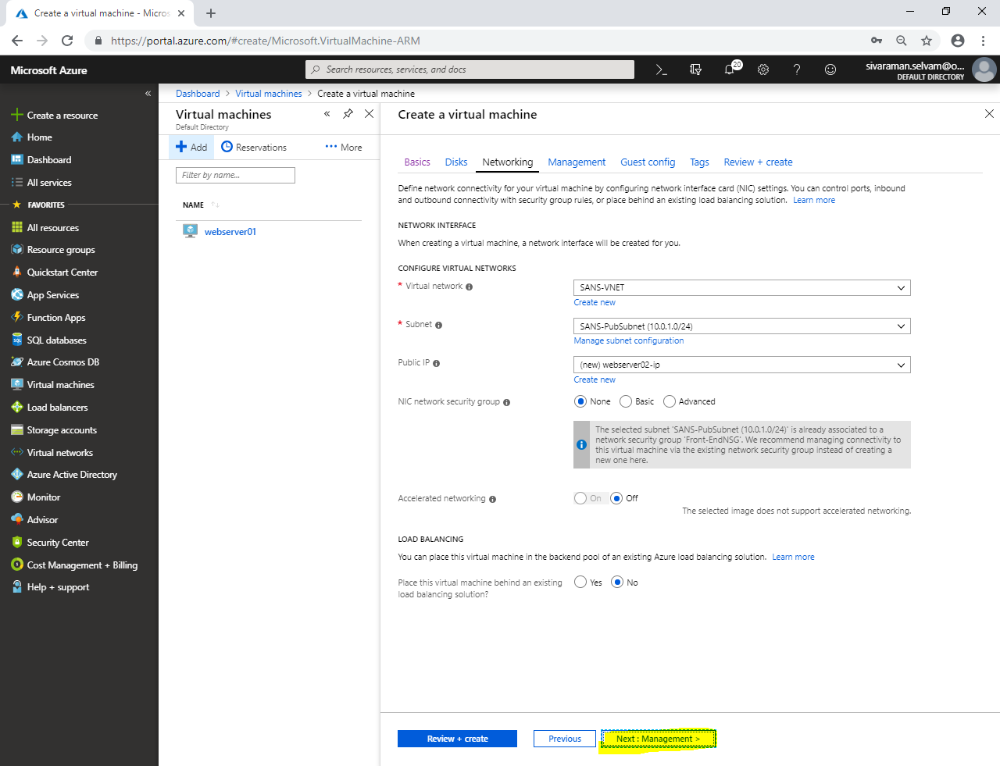 Create a virtual machine - Micros
https://portal.azure.com/#create/Microsoft.VirtualMachine-ARM
Microsoft Azure
Search resources, services, and docs
20
sivaraman.selvam@o...
DEFAULT DIRECTORY
Create a resource
Home
Dashboard
All services
FAVORITES
All resources
Resource groups
Quickstart Center
App Services
Function Apps
SQL databases
Azure Cosmos DB
Virtual machines
Load balancers
Storage accounts
Virtual networks
Azure Active Directory
Monitor
Advisor
Security Center
Cost Management + Billing
Help + support
Dashboard > Virtual machines > Create a virtual machine
Virtual machines
Default Directory
Add
Reservations
More
Filter by name...
NAME
webserver01
Create a virtual machine
Basics Disks Networking Management Guest config Tags Review + create
Define network connectivity for your virtual machine by configuring network interface card (NIC) settings. You can control ports, inbound
and outbound connectivity with security group rules, or place behind an existing load balancing solution. Learn more
NETWORK INTERFACE
When creating a virtual machine, a network interface will be created for you.
CONFIGURE VIRTUAL NETWORKS
* Virtual network
SANS-VNET
Create new
* Subnet
SANS-PubSubnet (10.0.1.0/24)
Manage subnet configuration
Public IP
(new) webserver02-ip
Create new
NIC network security group
None Basic Advanced
The selected subnet 'SANS-PubSubnet (10.0.1.0/24)' is already associated to a
network security group 'Front-EndNSG'. We recommend managing connectivity to
this virtual machine via the existing network security group instead of creating a
new one here.
Accelerated networking
On Off
The selected image does not support accelerated networking.
LOAD BALANCING
You can place this virtual machine in the backend pool of an existing Azure load balancing solution. Learn more
Place this virtual machine behind an existing
load balancing solution?
Yes No
Review + create
Previous
Next : Management >